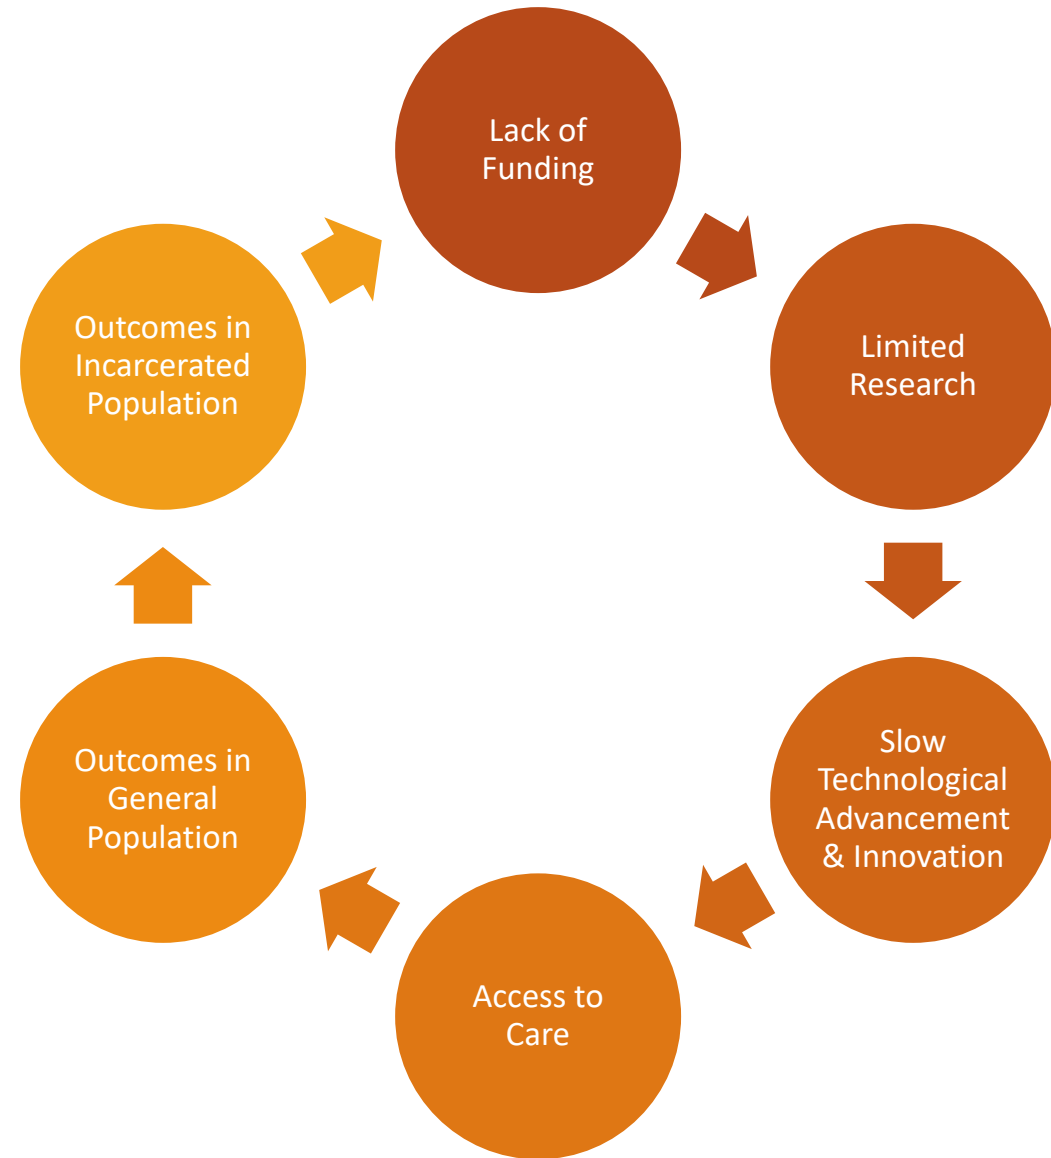 Lack of
Funding
Limited
Research
Slow
Technological
Advancement
& Innovation
Access to
Care
Outcomes in
General
Population
Outcomes in
Incarcerated
Population